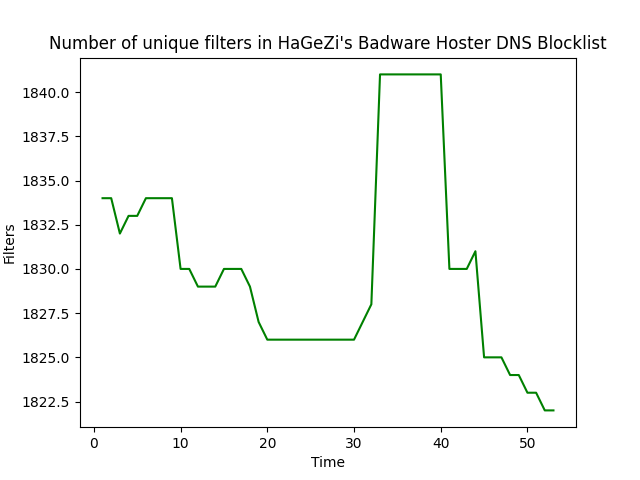 Number of unique filters in HaGeZi's Badware Hoster DNS Blocklist
1840.0
1837.5
1835.0
1832.5
1830.0
1827.5
1825.0
1822.5
Filters
0 10 20 30 40 50
Time